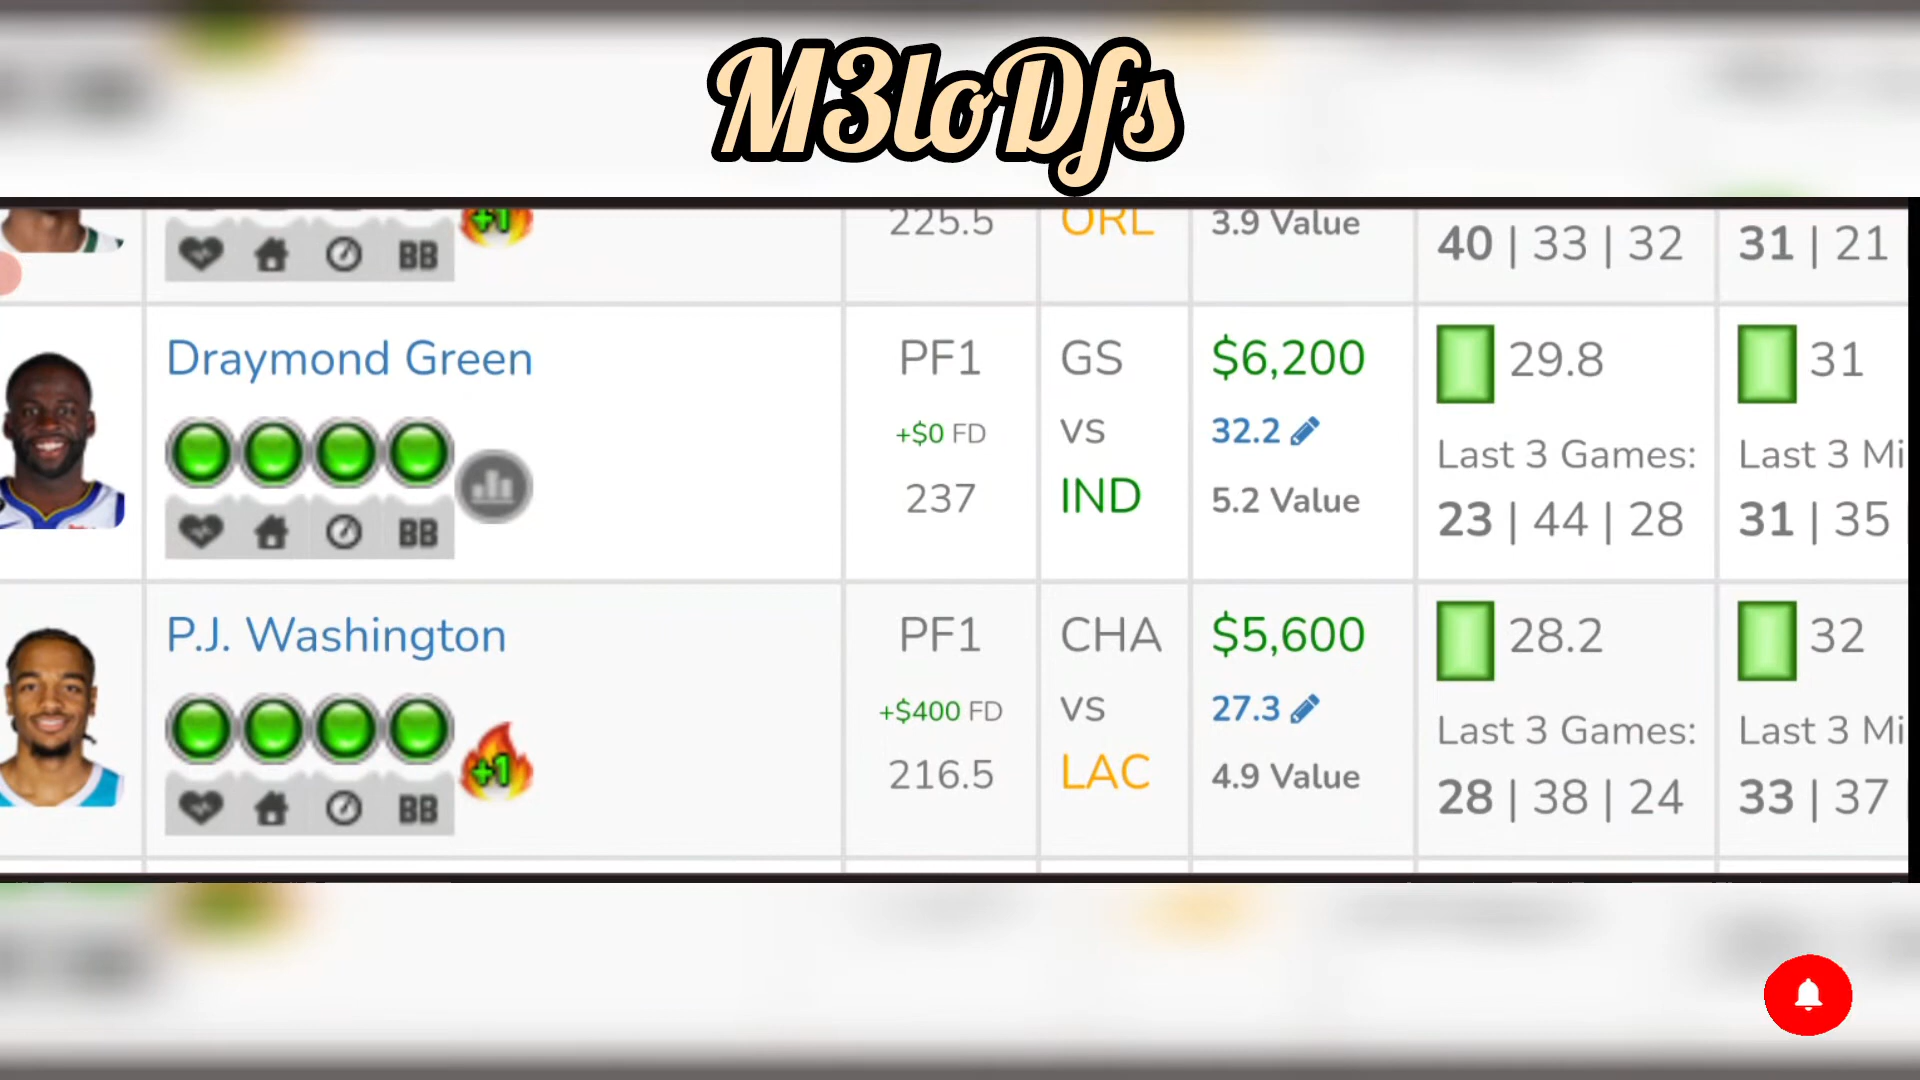 M3loDfs
+1
225.5
ORL
3.9 Value
40 | 33 | 32
31 | 21
BB
Draymond Green
PF1
GS
$6,200
29.8
31
+$0 FD
vs
32.2
Last 3 Games:
Last 3 Mi
237
IND
5.2 Value
23 | 44 | 28
31 | 35
BB
P.J. Washington
PF1
CHA
$5,600
28.2
32
+$400 FD
vs
27.3
Last 3 Games:
Last 3 Mi
+1
216.5
LAC
4.9 Value
28 | 38 | 24
33 | 37
BB